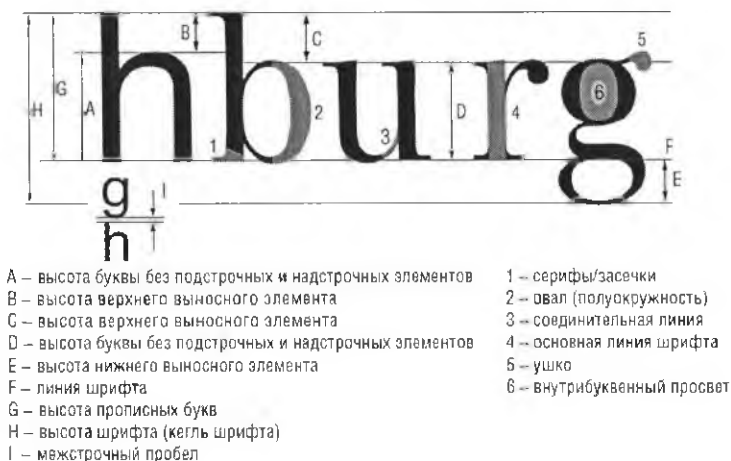 hburg
B
C
5
H
G
A
1
2
3
D
4
6
F
E
g
I
h
A – высота буквы без подстрочных и надстрочных элементов
B – высота верхнего выносного элемента
C – высота верхнего выносного элемента
D – высота буквы без подстрочных и надстрочных элементов
E – высота нижнего выносного элемента
F – линия шрифта
G – высота прописных букв
H – высота шрифта (кегль шрифта)
I – межстрочный пробел
1 – серифы/засечки
2 – овал (полуокружность)
3 – соединительная линия
4 – основная линия шрифта
5 – ушко
6 – внутрибуквенный просвет